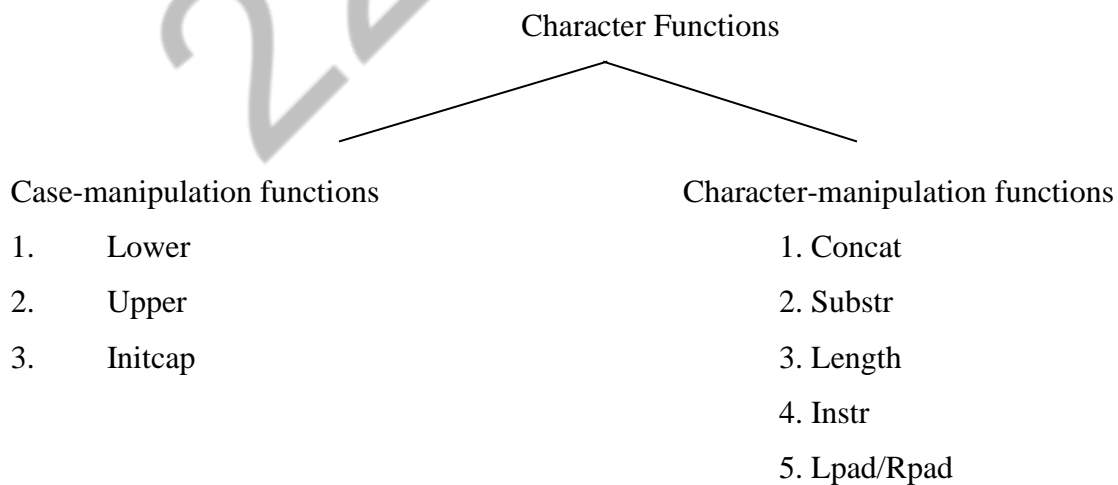 Character Functions
Case-manipulation functions
1. Lower
2. Upper
3. Initcap
Character-manipulation functions
1. Concat
2. Substr
3. Length
4. Instr
5. Lpad/Rpad